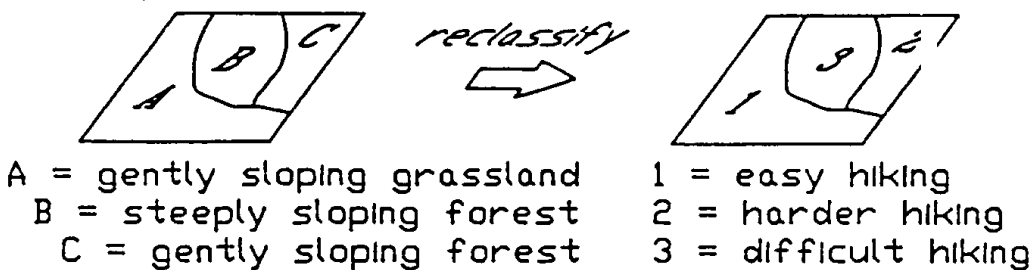 A B C
reclassify
1 3 2
A = gently sloping grassland
B = steeply sloping forest
C = gently sloping forest
1 = easy hiking
2 = harder hiking
3 = difficult hiking